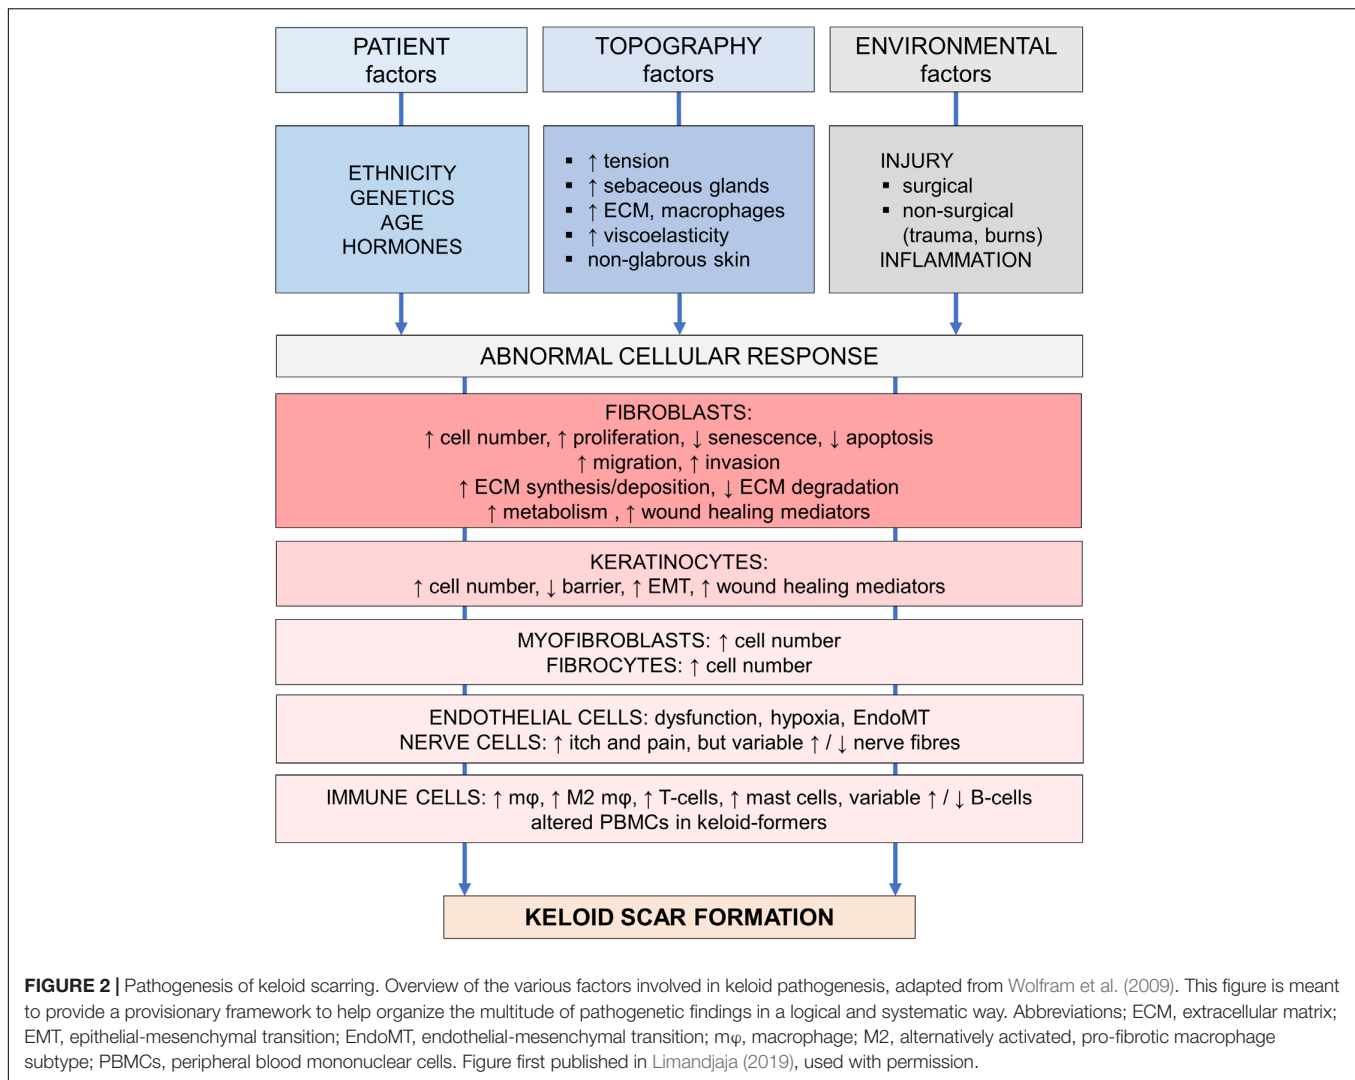 PATIENT
factors
TOPOGRAPHY
factors
ENVIRONMENTAL
factors
ETHNICITY
GENETICS
AGE
HORMONES
▪ ↑ tension
▪ ↑ sebaceous glands
▪ ↑ ECM, macrophages
▪ ↑ viscoelasticity
▪ non-glabrous skin
INJURY
▪ surgical
▪ non-surgical
(trauma, burns)
INFLAMMATION
ABNORMAL CELLULAR RESPONSE
FIBROBLASTS:
↑ cell number, ↑ proliferation, ↓ senescence, ↓ apoptosis
↑ migration, ↑ invasion
↑ ECM synthesis/deposition, ↓ ECM degradation
↑ metabolism , ↑ wound healing mediators
KERATINOCYTES:
↑ cell number, ↓ barrier, ↑ EMT, ↑ wound healing mediators
MYOFIBROBLASTS: ↑ cell number
FIBROCYTES: ↑ cell number
ENDOTHELIAL CELLS: dysfunction, hypoxia, EndoMT
NERVE CELLS: ↑ itch and pain, but variable ↑ / ↓ nerve fibres
IMMUNE CELLS: ↑ mφ, ↑ M2 mφ, ↑ T-cells, ↑ mast cells, variable ↑ / ↓ B-cells
altered PBMCs in keloid-formers
KELOID SCAR FORMATION
FIGURE 2 | Pathogenesis of keloid scarring. Overview of the various factors involved in keloid pathogenesis, adapted from Wolfram et al. (2009). This figure is meant
to provide a provisionary framework to help organize the multitude of pathogenetic findings in a logical and systematic way. Abbreviations; ECM, extracellular matrix;
EMT, epithelial-mesenchymal transition; EndoMT, endothelial-mesenchymal transition; mφ, macrophage; M2, alternatively activated, pro-fibrotic macrophage
subtype; PBMCs, peripheral blood mononuclear cells. Figure first published in Limandjaja (2019), used with permission.